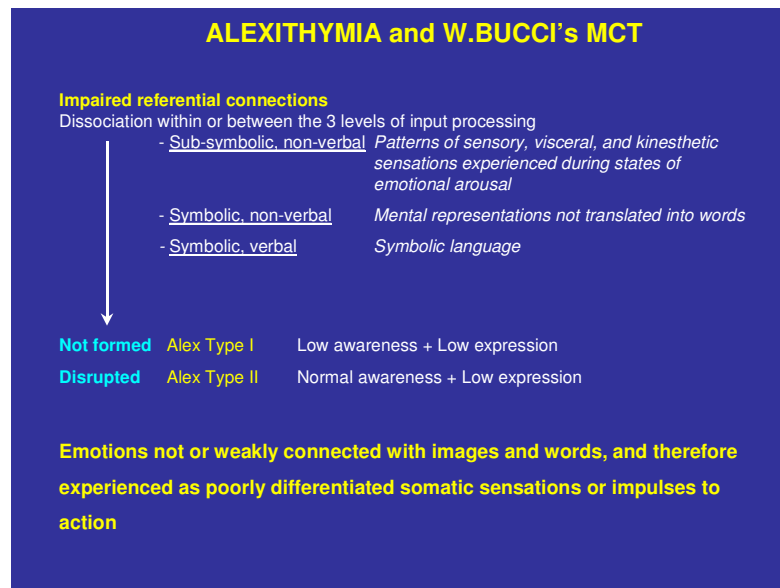 ALEXITHYMIA and W.BUCCI's MCT
Impaired referential connections
Dissociation within or between the 3 levels of input processing
- Sub-symbolic, non-verbal Patterns of sensory, visceral, and kinesthetic
sensations experienced during states of
emotional arousal
- Symbolic, non-verbal Mental representations not translated into words
- Symbolic, verbal Symbolic language
Not formed Alex Type I Low awareness + Low expression
Disrupted Alex Type II Normal awareness + Low expression
Emotions not or weakly connected with images and words, and therefore
experienced as poorly differentiated somatic sensations or impulses to
action